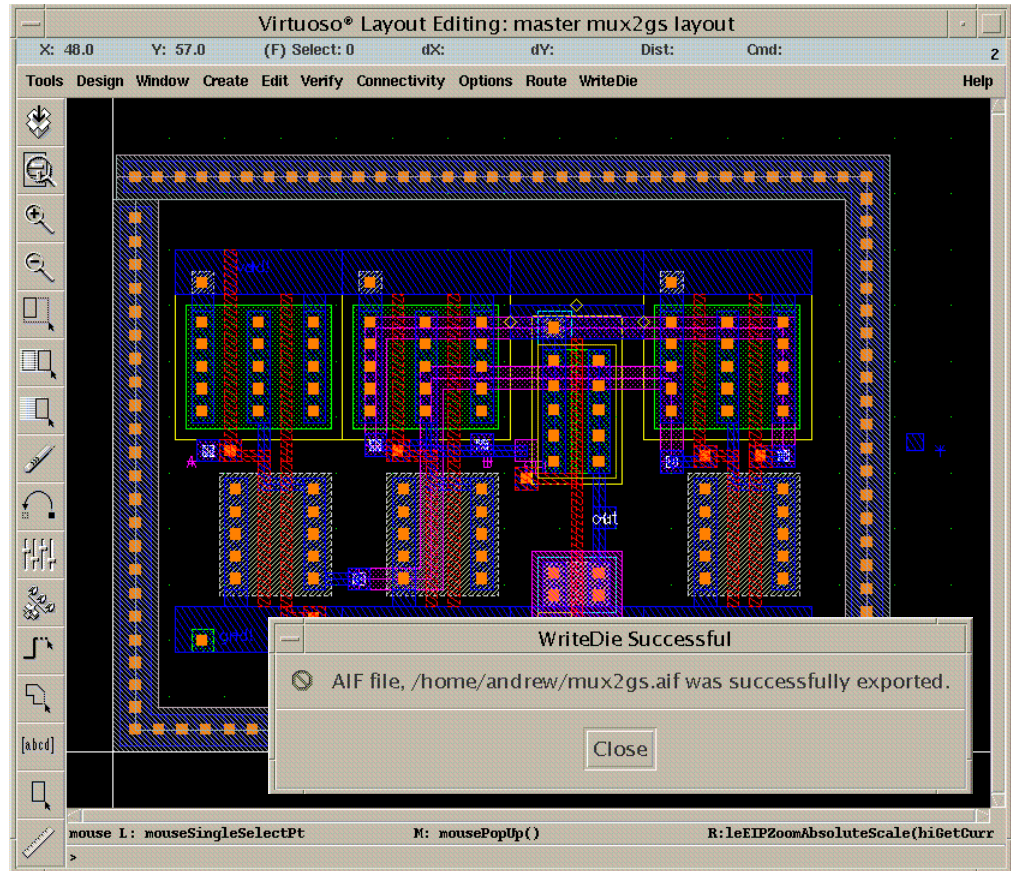 Virtuoso® Layout Editing: master mux2gs layout
X: 48.0 Y: 57.0 (F) Select: 0 dX: dY: Dist: Cmd: 2
Tools Design Window Create Edit Verify Connectivity Options Route WriteDie Help
vdd!
A
B
out
gnd!
[abcd]
WriteDie Successful
AIF file, /home/andrew/mux2gs.aif was successfully exported.
Close
mouse L: mouseSingleSelectPt M: mousePopUp() R:leEIPZoomAbsoluteScale(hiGetCurr
>